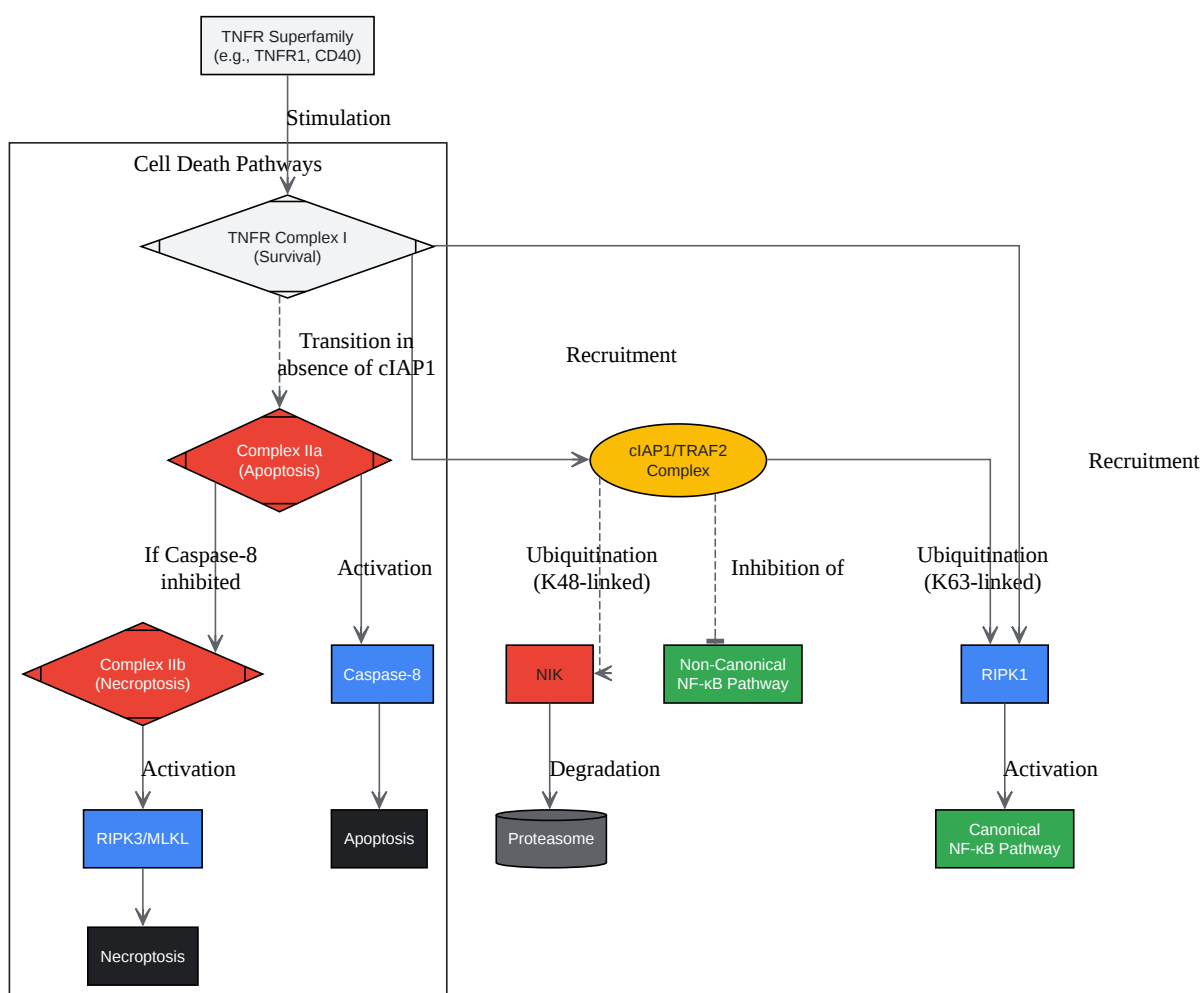 TNFR Superfamily
(e.g., TNFR1, CD40)
Stimulation
Cell Death Pathways
TNFR Complex I
(Survival)
Transition in
absence of cIAP1
Recruitment
Complex IIa
(Apoptosis)
cIAP1/TRAF2
Complex
Recruitment
If Caspase-8
inhibited
Activation
Ubiquitination
(K48-linked)
Inhibition of
Ubiquitination
(K63-linked)
Complex IIb
(Necroptosis)
Caspase-8
NIK
Non-Canonical
NF-κB Pathway
RIPK1
Activation
Degradation
Activation
RIPK3/MLKL
Apoptosis
Proteasome
Canonical
NF-κB Pathway
Necroptosis